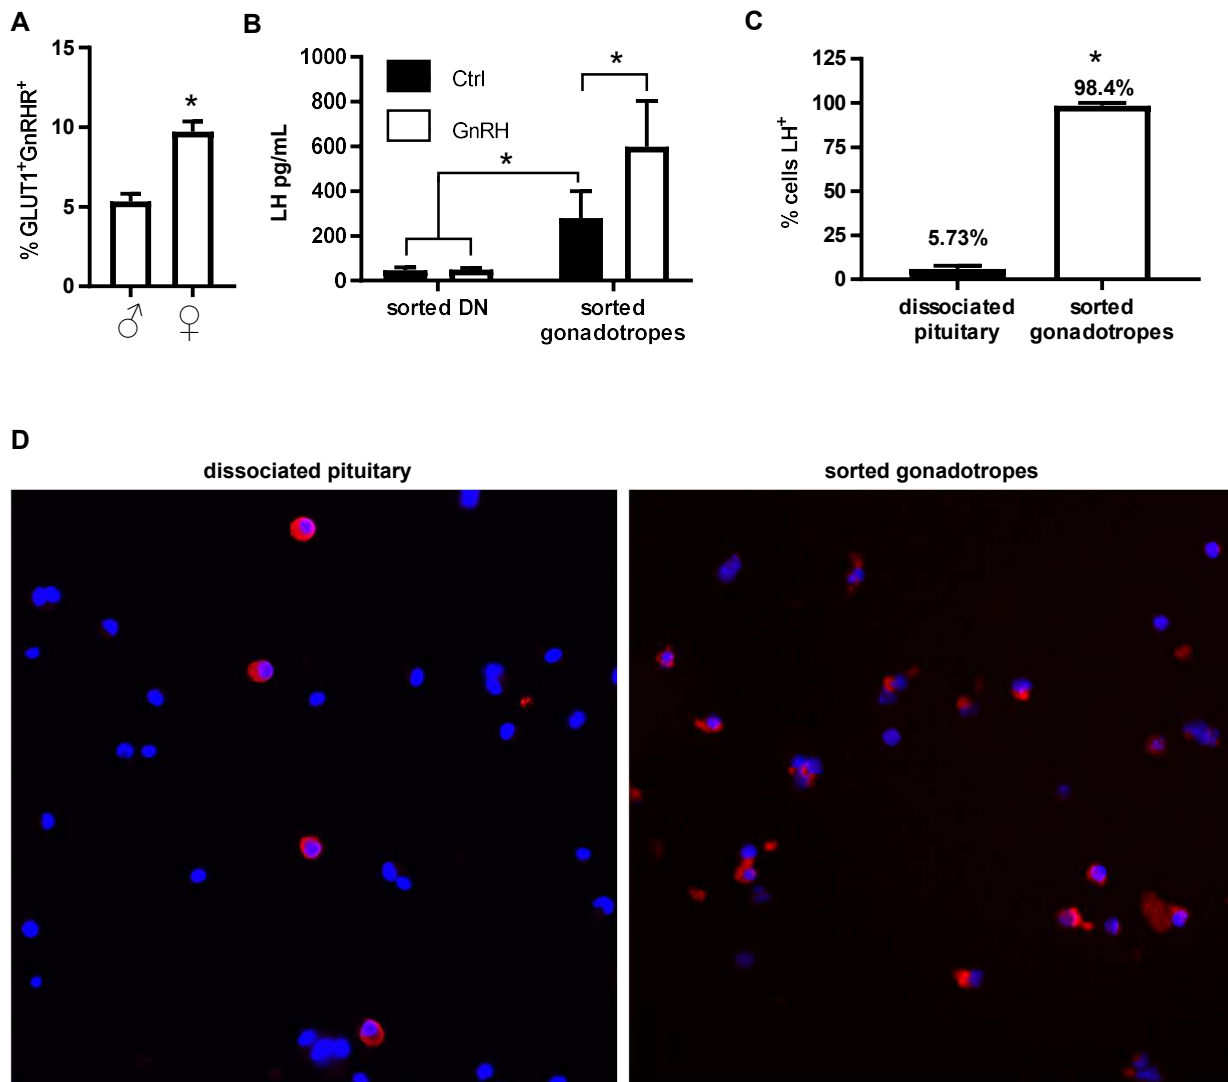 A
% GLUT1+GnRHR+
15
10
5
0
*
♂ ♀
B
LH pg/mL
1000
800
600
400
200
0
Ctrl
GnRH
*
*
sorted DN
sorted
gonadotropes
C
% cells LH+
125
100
75
50
25
0
*
98.4%
5.73%
dissociated
pituitary
sorted
gonadotropes
D
dissociated pituitary
sorted gonadotropes